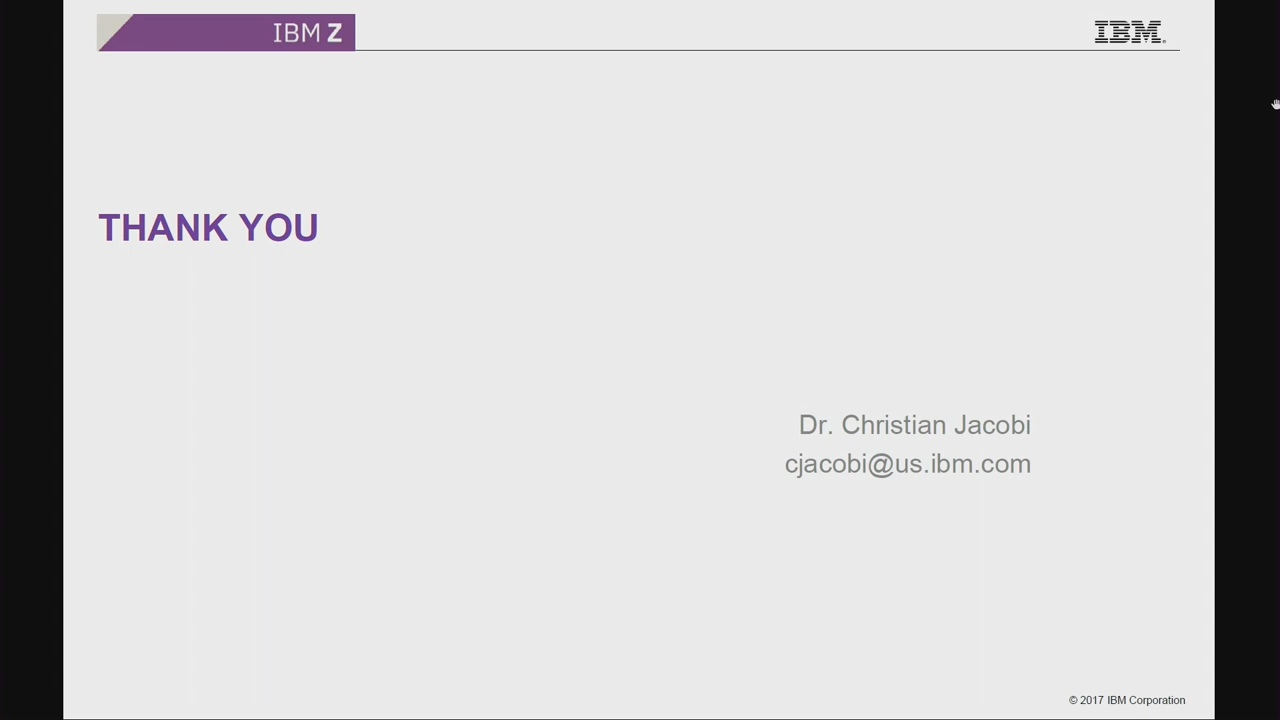 IBM Z
IBM®
THANK YOU
Dr. Christian Jacobi
cjacobi@us.ibm.com
© 2017 IBM Corporation